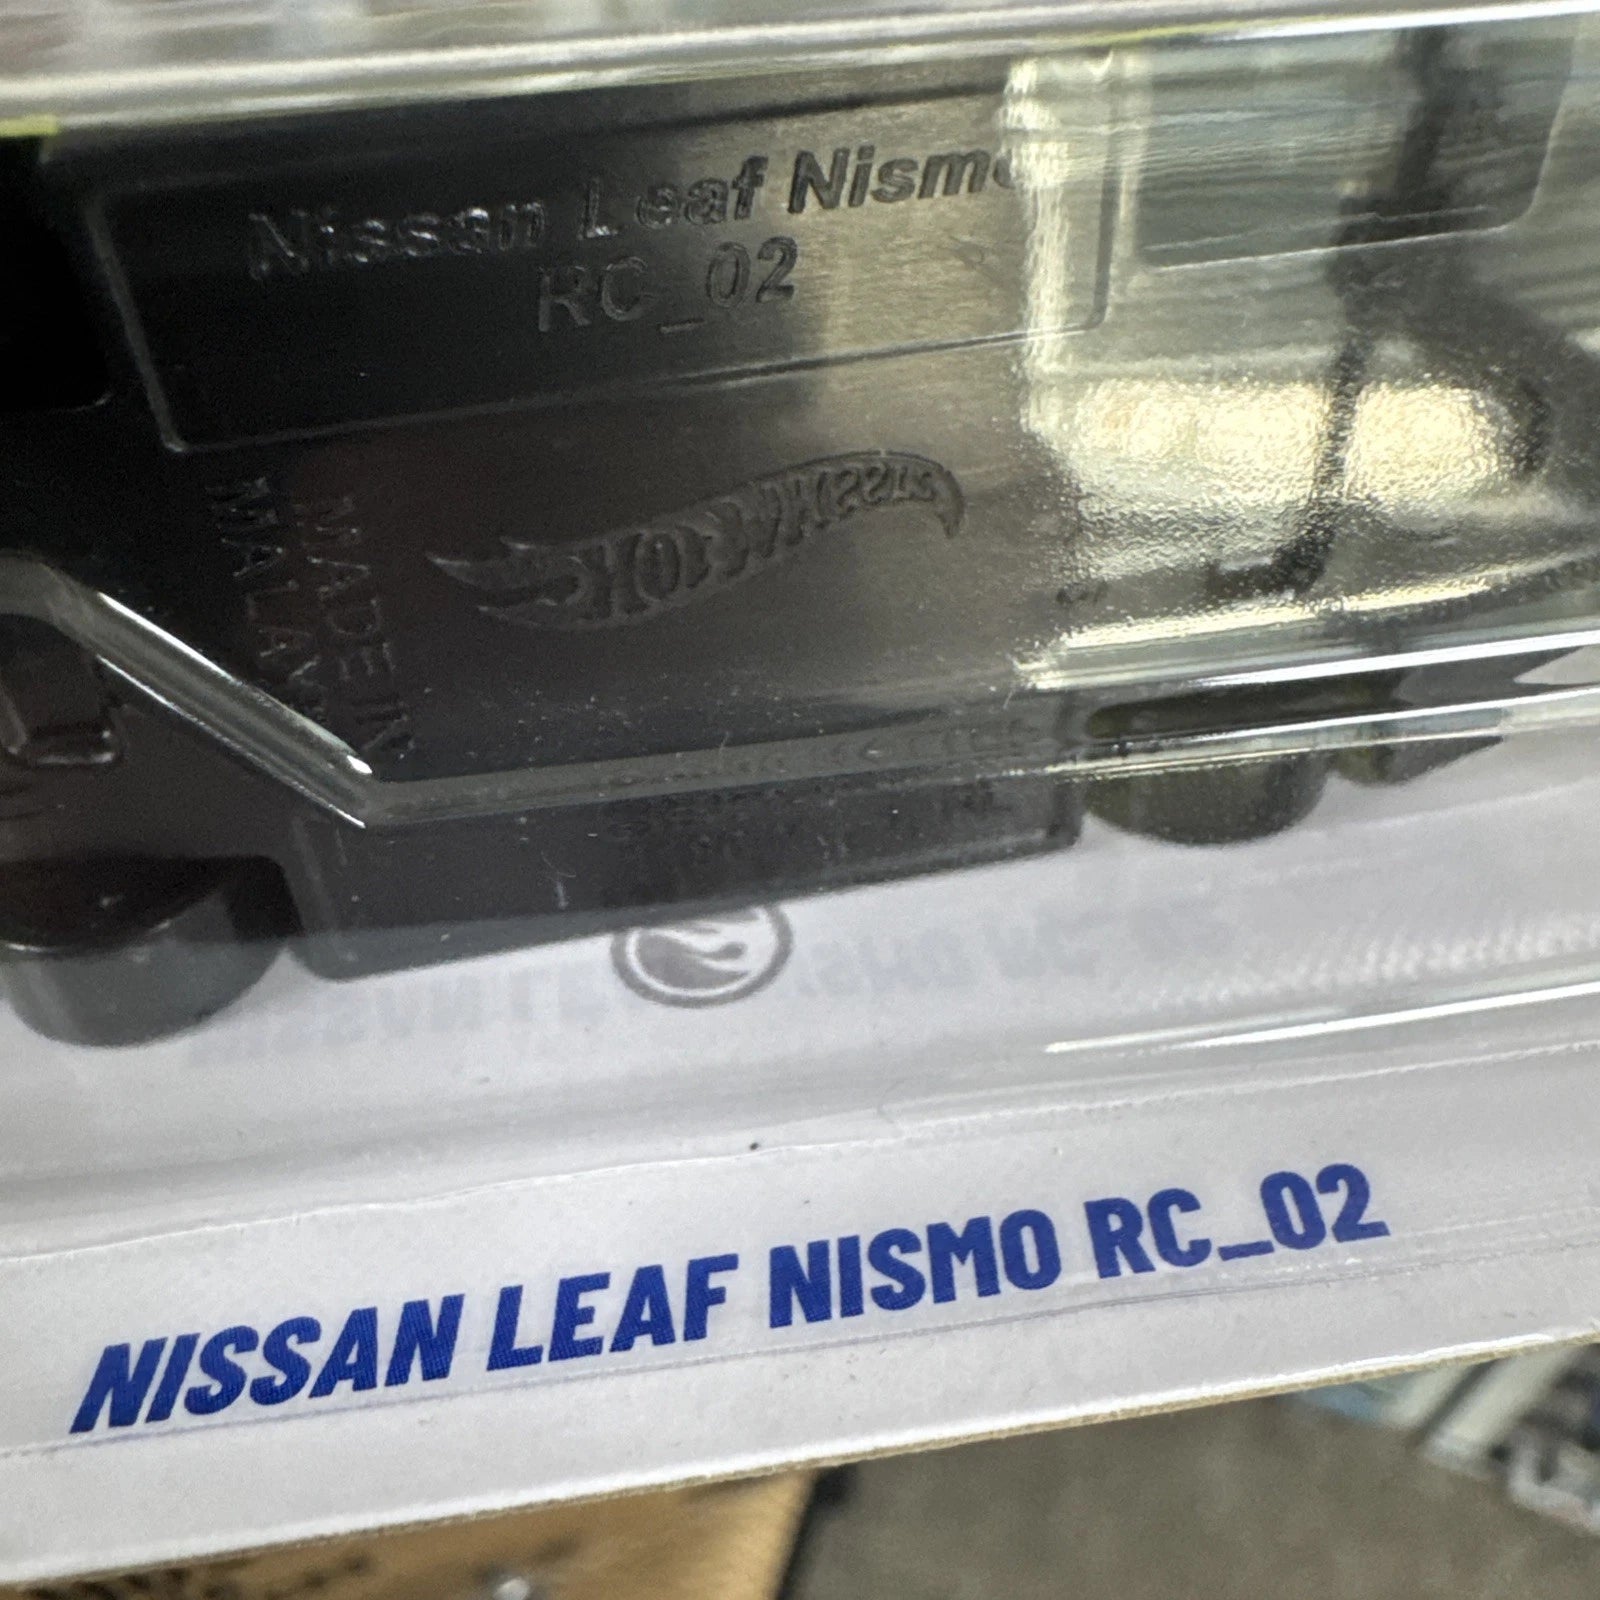 Nissan Leaf Nismo
RC_02
HOT WHEELS
MADE IN
MALAYSIA
NISSAN LEAF NISMO RC_02